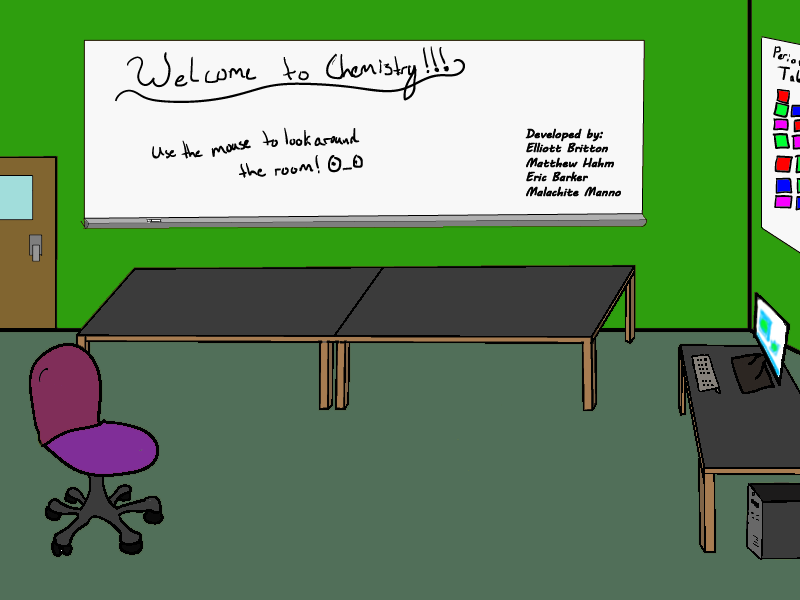 Welcome to Chemistry!!!
Use the mouse to look around
the room! O_O
Developed by:
Elliott Britton
Matthew Hahm
Eric Barker
Malachite Manno